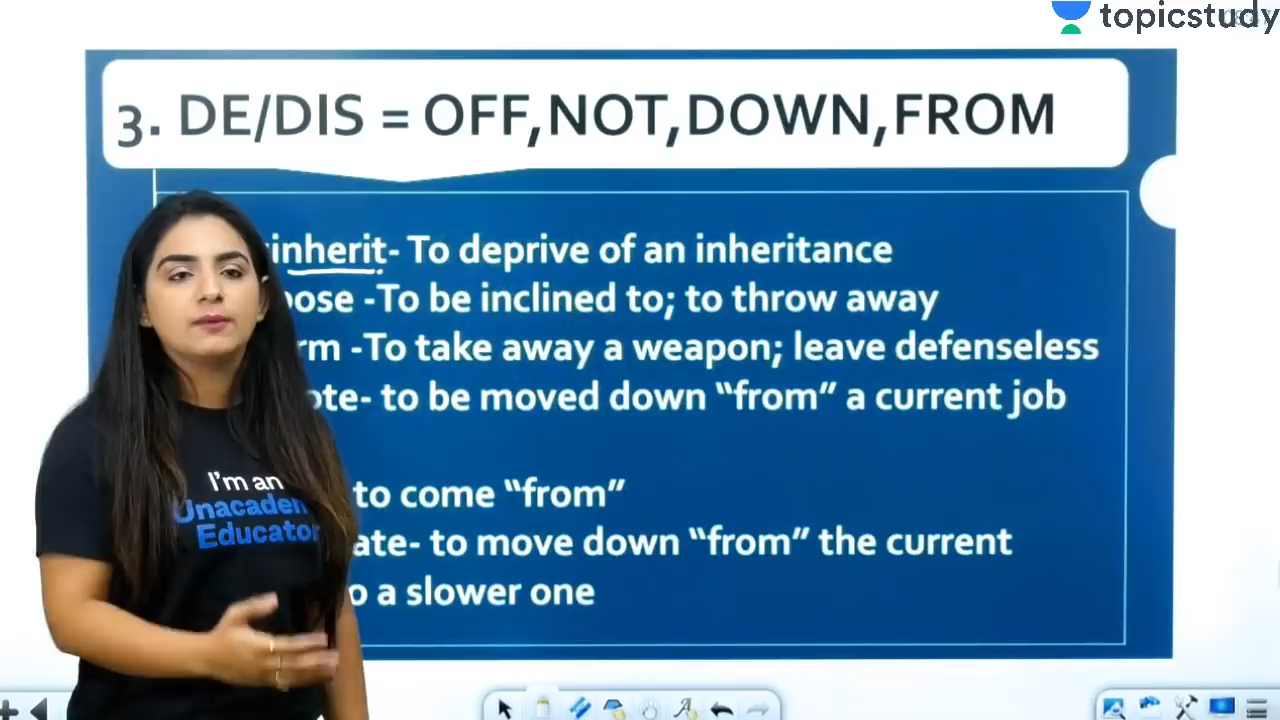 topicstudy
3. DE/DIS = OFF,NOT,DOWN,FROM
inherit- To deprive of an inheritance
pose -To be inclined to; to throw away
rm -To take away a weapon; leave defenseless
ote- to be moved down “from” a current job
to come “from”
ate- to move down “from” the current
o a slower one
I'm an
Unacaden
Educator